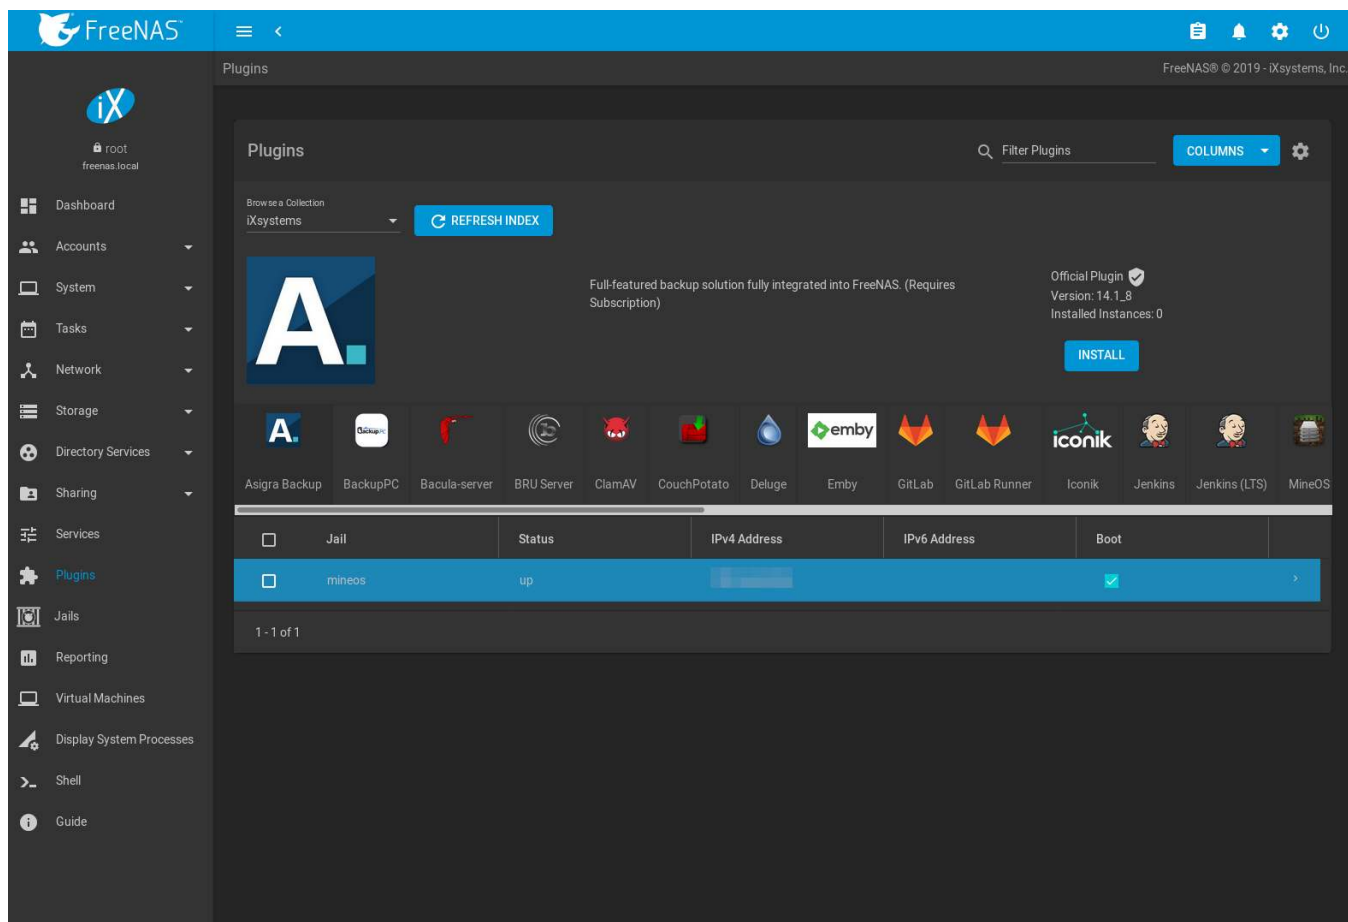 FreeNAS™
Plugins
FreeNAS® © 2019 - iXsystems, Inc.
iX
root
freenas.local
Dashboard
Accounts
System
Tasks
Network
Storage
Directory Services
Sharing
Services
Plugins
Jails
Reporting
Virtual Machines
Display System Processes
Shell
Guide
Plugins
Filter Plugins
COLUMNS
Browse a Collection
iXsystems
REFRESH INDEX
A.
Full-featured backup solution fully integrated into FreeNAS. (Requires
Subscription)
Official Plugin
Version: 14.1_8
Installed Instances: 0
INSTALL
A. BackupPC emby iconik
Asigra Backup BackupPC Bacula-server BRU Server ClamAV CouchPotato Deluge Emby GitLab GitLab Runner Iconik Jenkins Jenkins (LTS) MineOS
Jail Status IPv4 Address IPv6 Address Boot
mineos up
1 - 1 of 1